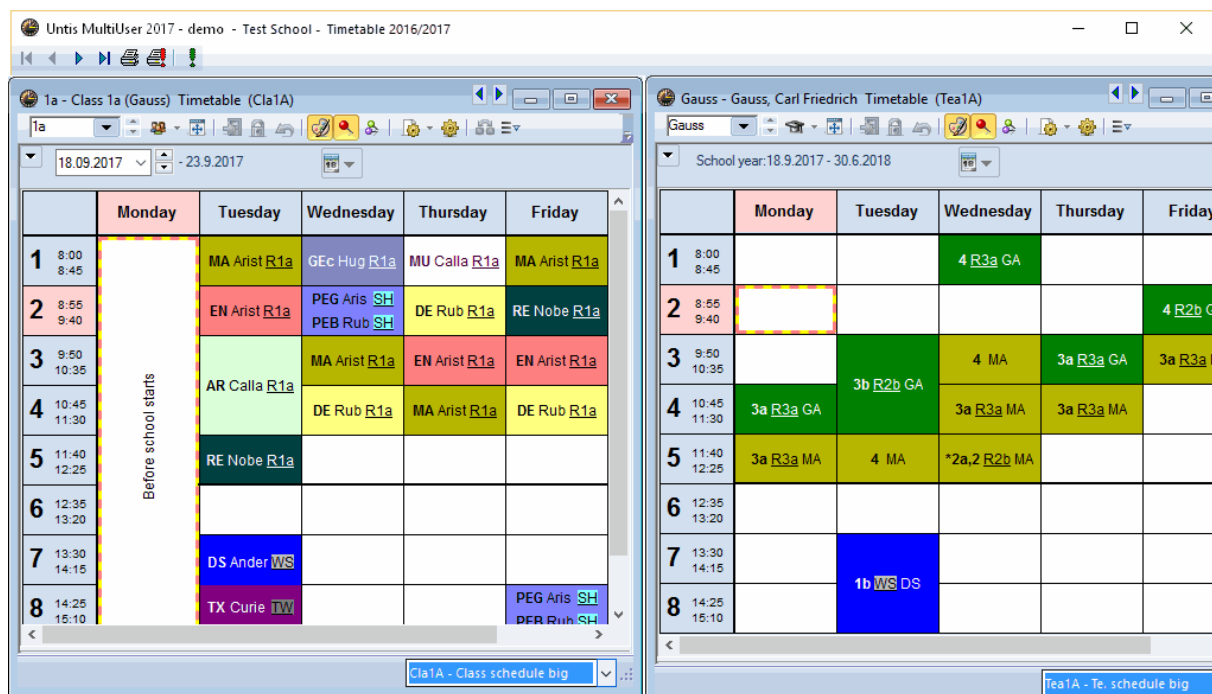 Untis MultiUser 2017 - demo - Test School - Timetable 2016/2017
1a - Class 1a (Gauss) Timetable (Cla1A)
1a
18.09.2017 - 23.9.2017
Monday Tuesday Wednesday Thursday Friday
1 8:00 8:45 MA Arist R1a GEc Hug R1a MU Calla R1a MA Arist R1a
2 8:55 9:40 EN Arist R1a PEG Aris SH PEB Rub SH DE Rub R1a RE Nobe R1a
3 9:50 10:35 AR Calla R1a MA Arist R1a EN Arist R1a EN Arist R1a
4 10:45 11:30 DE Rub R1a MA Arist R1a DE Rub R1a
Before school starts
5 11:40 12:25 RE Nobe R1a
6 12:35 13:20
7 13:30 14:15 DS Ander WS
8 14:25 15:10 TX Curie TW PEG Aris SH PEB Rub SH
Cla1A - Class schedule big
Gauss - Gauss, Carl Friedrich Timetable (Tea1A)
Gauss
School year:18.9.2017 - 30.6.2018
18
Monday Tuesday Wednesday Thursday Friday
1 8:00 8:45 4 R3a GA
2 8:55 9:40 4 R2b G
3 9:50 10:35 3b R2b GA 4 MA 3a R3a GA 3a R3a
4 10:45 11:30 3a R3a GA 3a R3a MA 3a R3a MA
5 11:40 12:25 3a R3a MA 4 MA *2a,2 R2b MA
6 12:35 13:20
7 13:30 14:15 1b WS DS
8 14:25 15:10
Tea1A - Te. schedule big